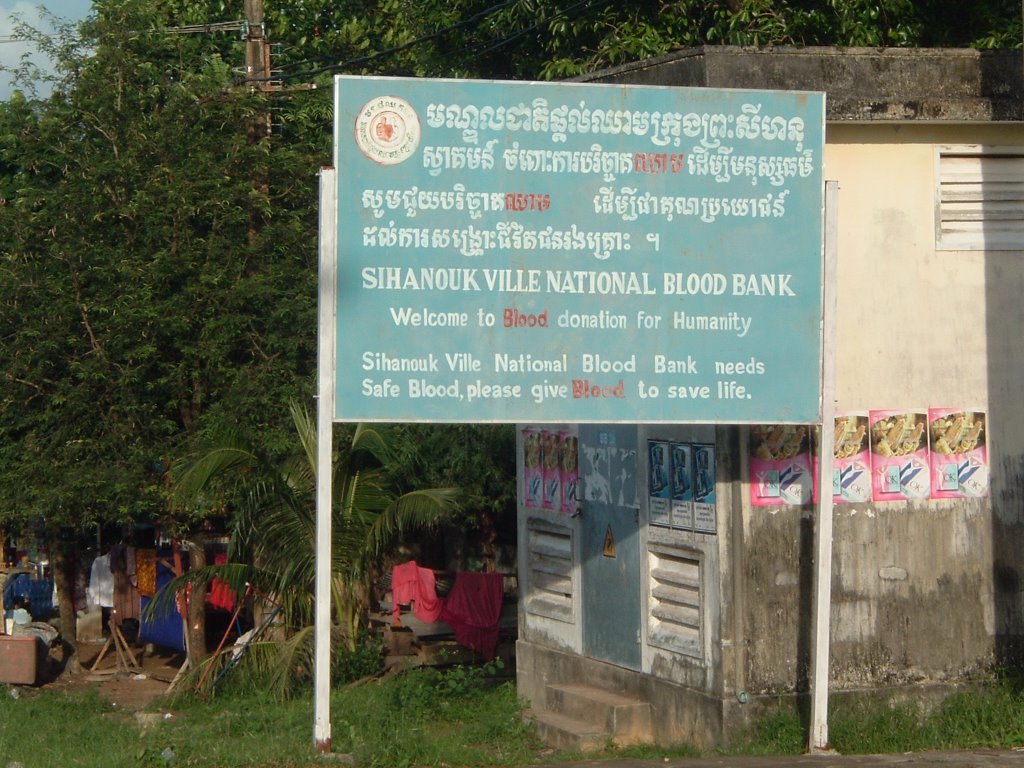 មណ្ឌលជាតិផ្តល់ឈាមក្រុងព្រះសីហនុ
ស្វាគមន៍ ចំពោះការបរិច្ចាគឈាម ដើម្បីមនុស្សធម៌
សូមជួយបរិច្ចាគឈាម ដើម្បីជាគុណប្រយោជន៍
ដល់ការសង្គ្រោះជីវិតជនរងគ្រោះ ។
SIHANOUK VILLE NATIONAL BLOOD BANK
Welcome to Blood donation for Humanity
Sihanouk Ville National Blood Bank needs
Safe Blood, please give Blood to save life.